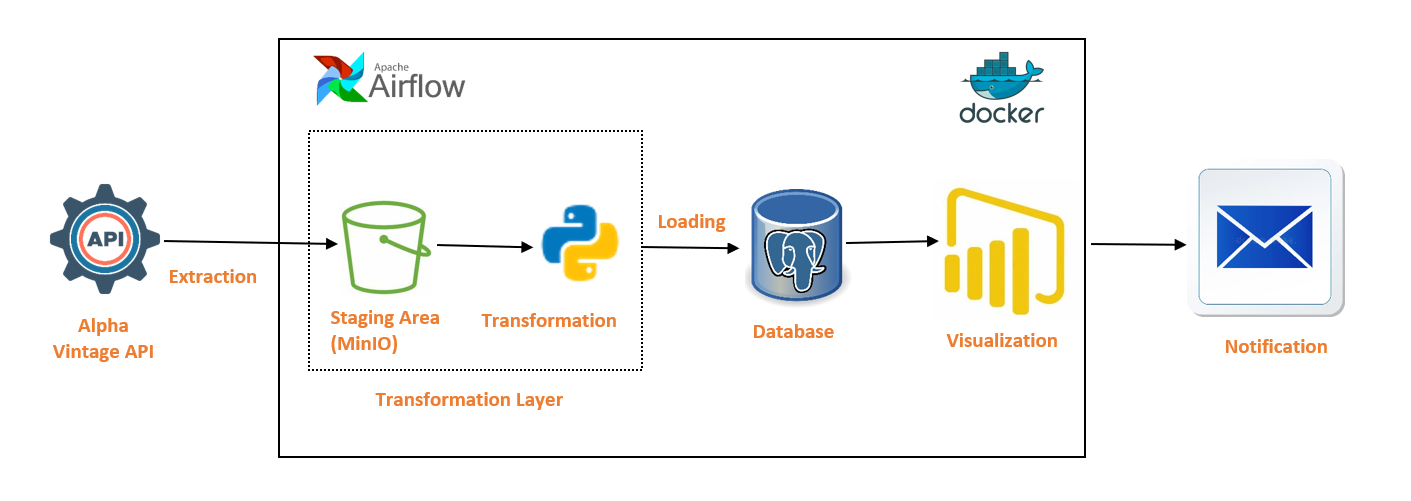 Apache
Airflow
docker
API
Extraction
Loading
Alpha
Vintage API
Staging Area
(MinIO)
Transformation
Database
Visualization
Notification
Transformation Layer